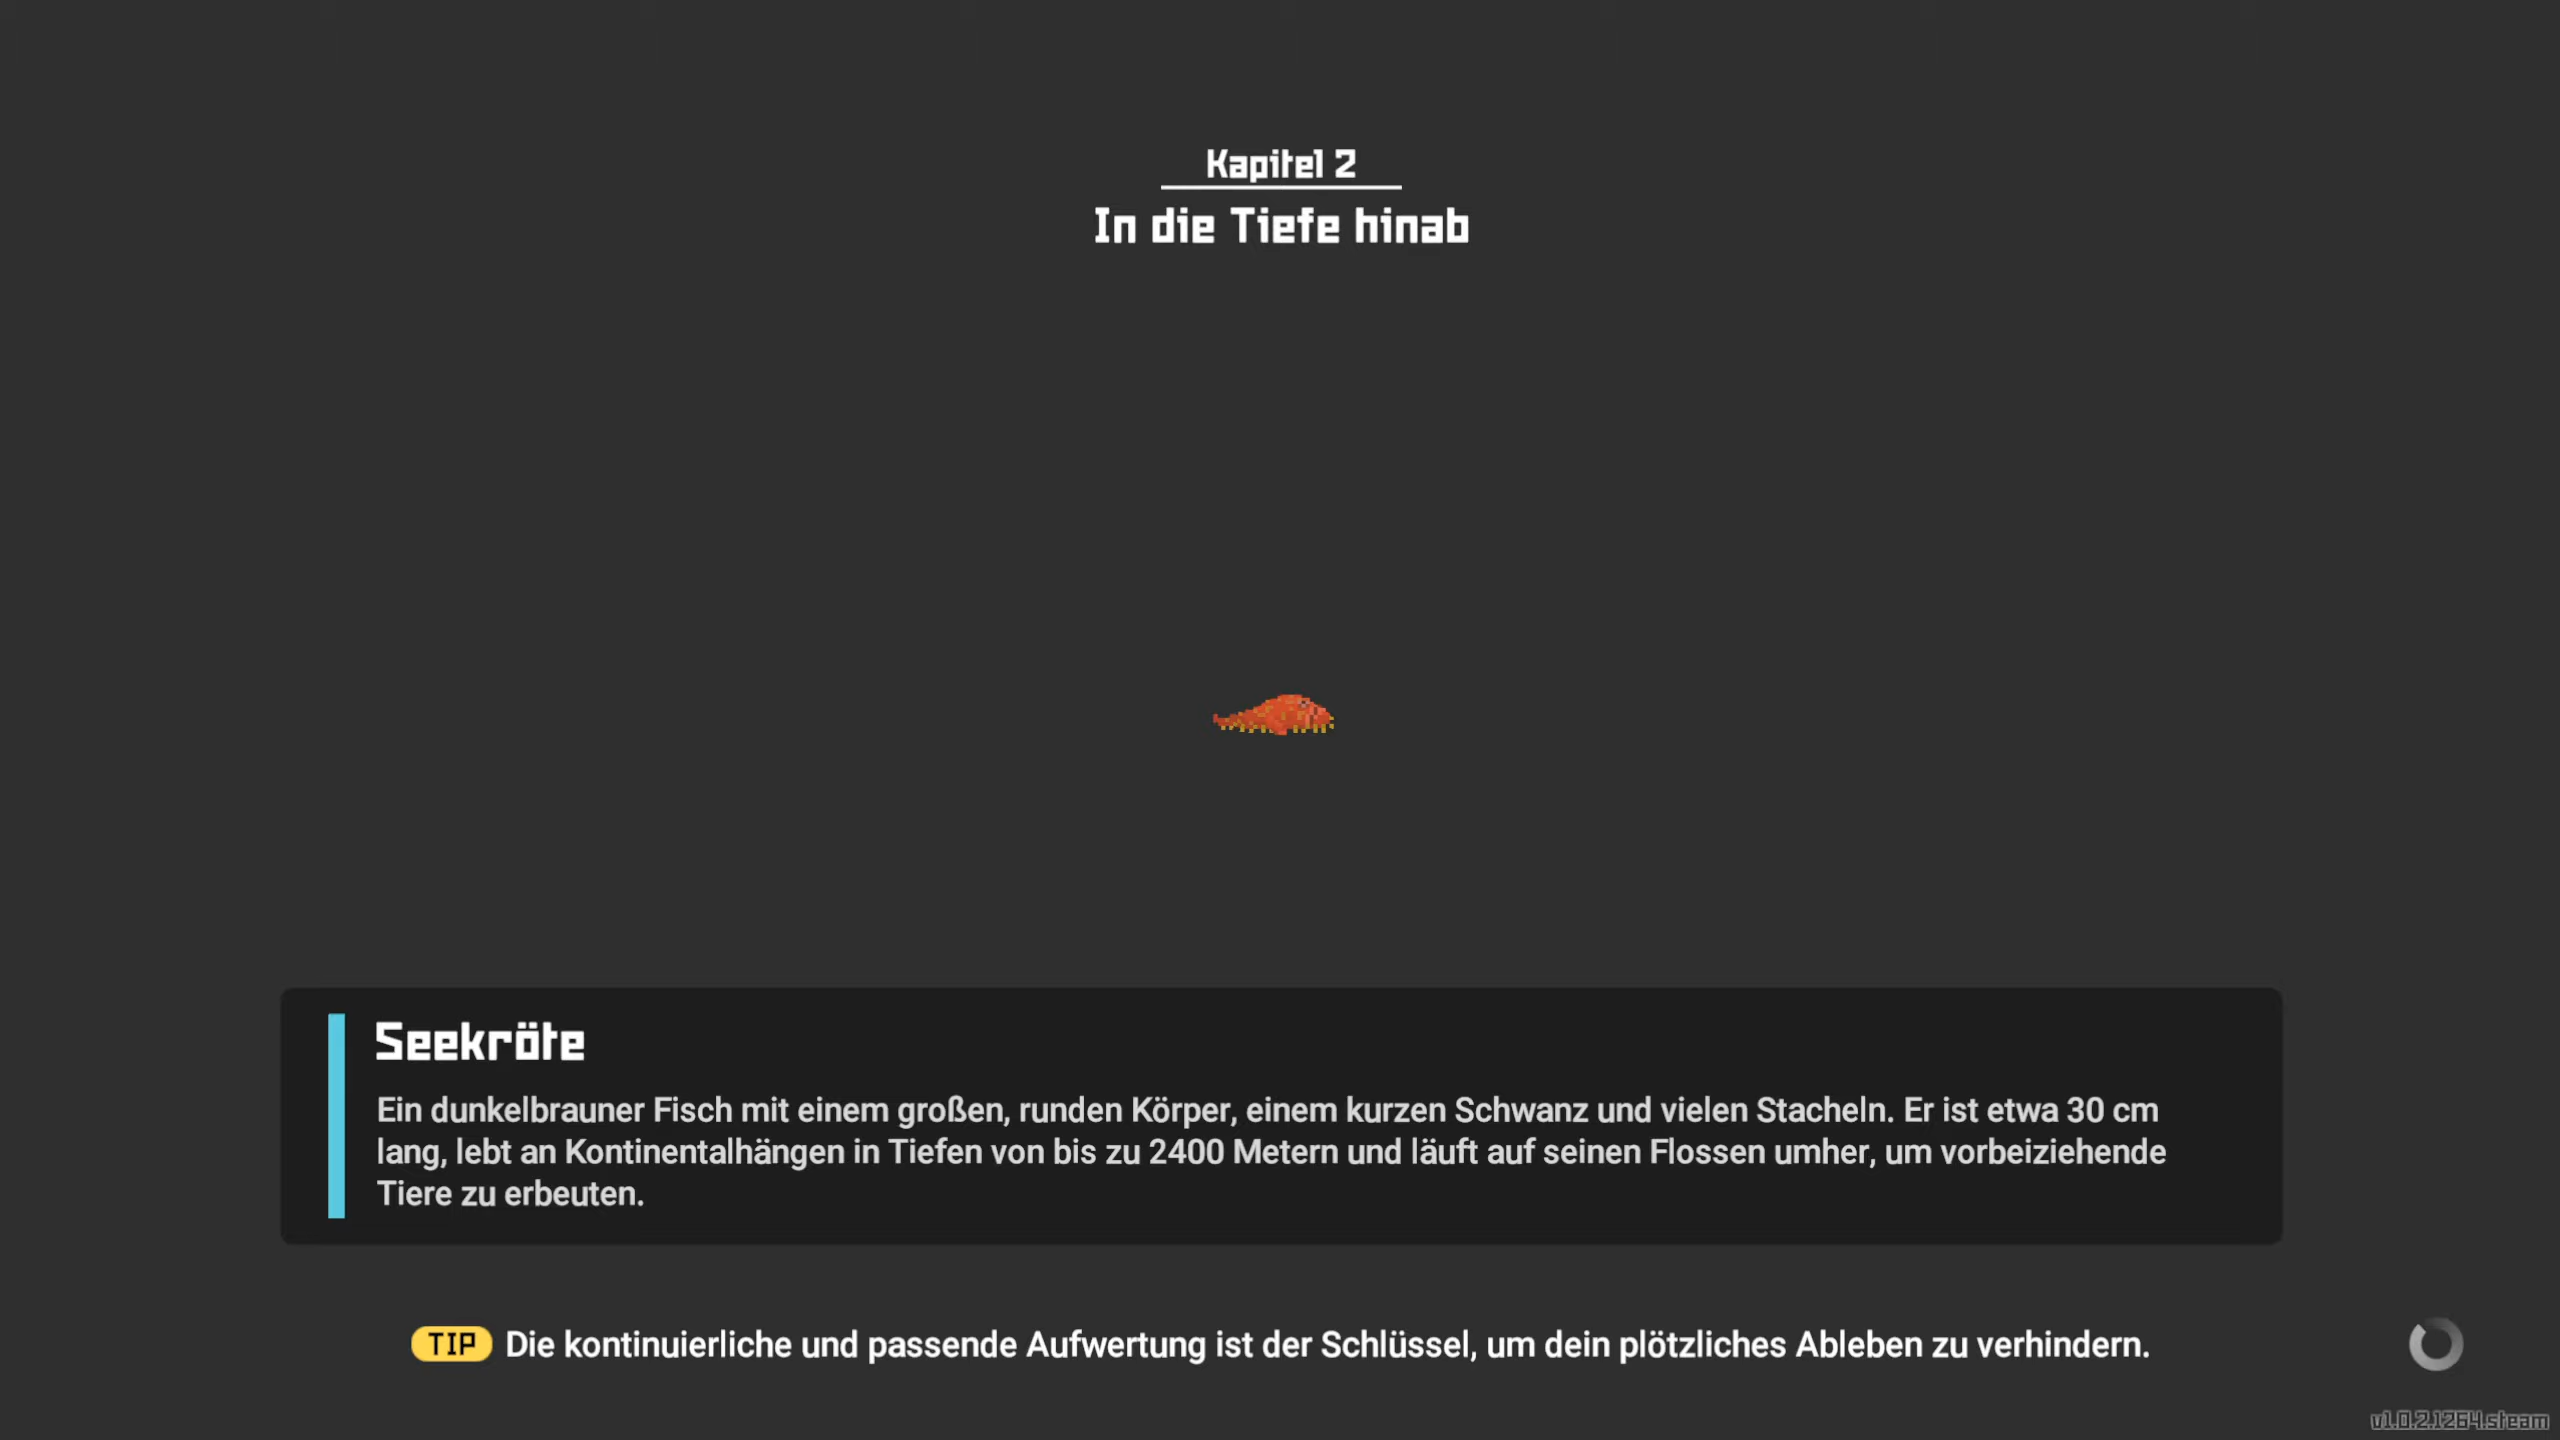 Kapitel 2
In die Tiefe hinab
Seekröte
Ein dunkelbrauner Fisch mit einem großen, runden Körper, einem kurzen Schwanz und vielen Stacheln. Er ist etwa 30 cm
lang, lebt an Kontinentalhängen in Tiefen von bis zu 2400 Metern und läuft auf seinen Flossen umher, um vorbeiziehende
Tiere zu erbeuten.
TIP Die kontinuierliche und passende Aufwertung ist der Schlüssel, um dein plötzliches Ableben zu verhindern.
v1.0.2.1264.steam